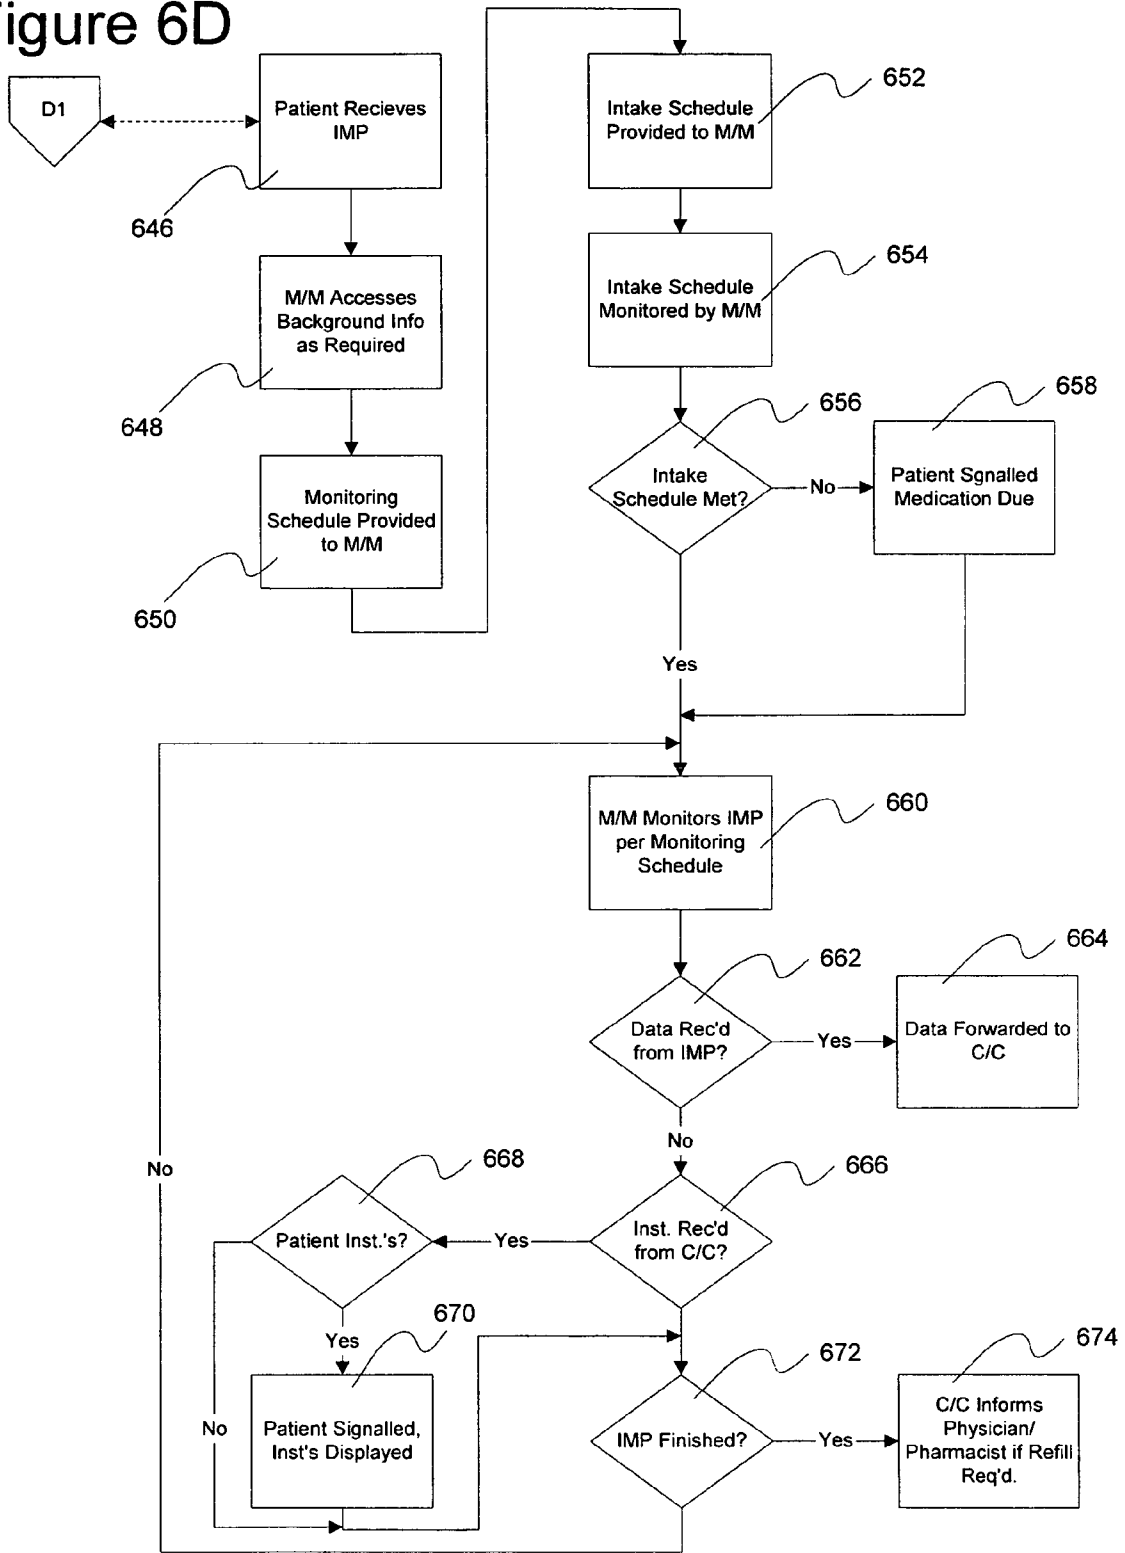 igure 6D
D1
Patient Recieves
IMP
646
M/M Accesses
Background Info
as Required
648
Monitoring
Schedule Provided
to M/M
650
Intake Schedule
Provided to M/M
652
Intake Schedule
Monitored by M/M
654
Intake
Schedule Met?
656
No
Patient Sgnalled
Medication Due
658
Yes
M/M Monitors IMP
per Monitoring
Schedule
660
Data Rec'd
from IMP?
662
Yes
Data Forwarded to
C/C
664
No
Inst. Rec'd
from C/C?
666
Yes
Patient Inst.'s?
668
Yes
No
Patient Signalled,
Inst's Displayed
670
IMP Finished?
672
Yes
C/C Informs
Physician/
Pharmacist if Refill
Req'd.
674
No